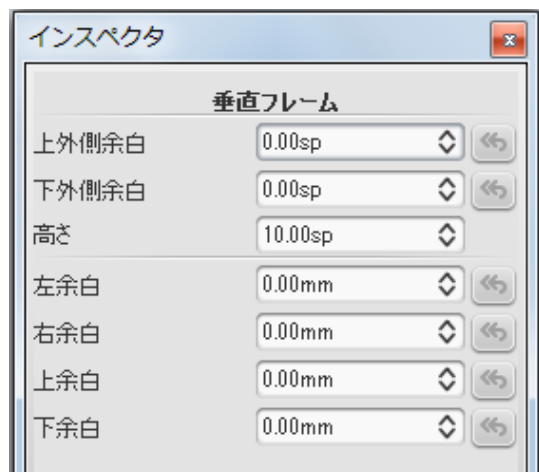 インスペクタ
垂直フレーム
上外側余白 0.00sp
下外側余白 0.00sp
高さ 10.00sp
左余白 0.00mm
右余白 0.00mm
上余白 0.00mm
下余白 0.00mm